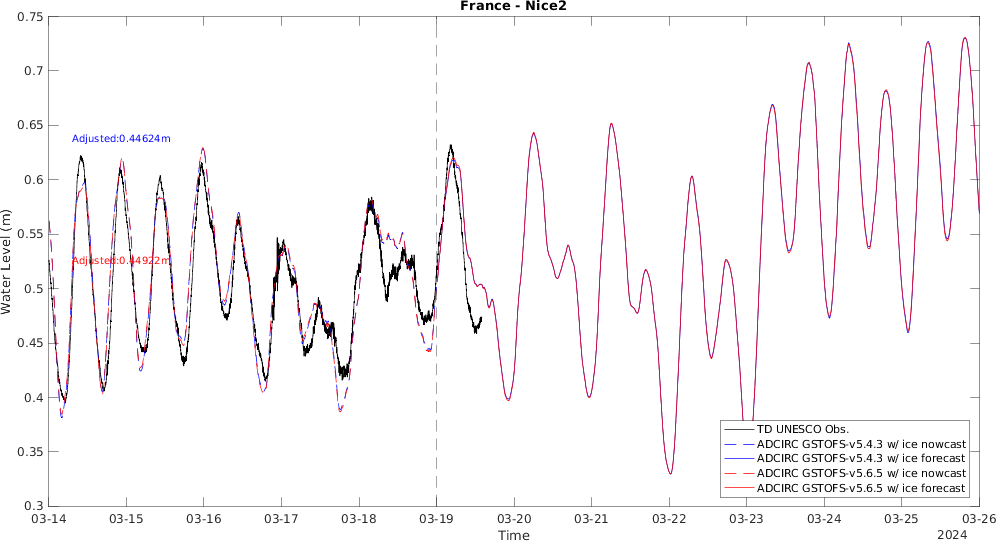 France - Nice2
0.75
0.7
0.65
0.6
0.55
0.5
0.45
0.4
0.35
0.3
Water Level (m)
Adjusted:0.44624m
Adjusted:0.44922m
TD UNESCO Obs.
ADCIRC GSTOFS-v5.4.3 w/ ice nowcast
ADCIRC GSTOFS-v5.4.3 w/ ice forecast
ADCIRC GSTOFS-v5.6.5 w/ ice nowcast
ADCIRC GSTOFS-v5.6.5 w/ ice forecast
03-14 03-15 03-16 03-17 03-18 03-19 03-20 03-21 03-22 03-23 03-24 03-25 03-26
Time
2024